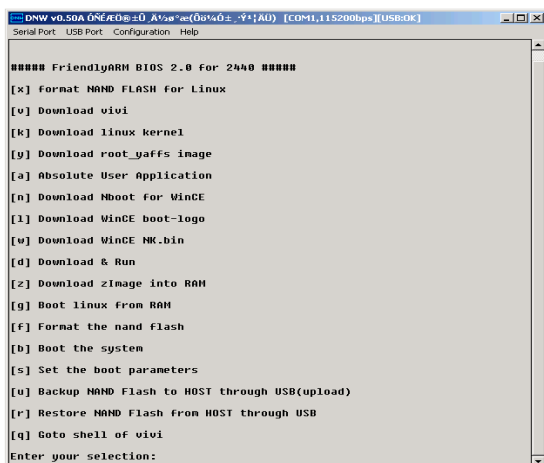 DNW v0.50A [COM1,115200bps][USB:OK]
Serial Port USB Port Configuration Help
##### FriendlyARM BIOS 2.0 for 2440 #####
[x] format NAND FLASH for Linux
[v] Download vivi
[k] Download linux kernel
[y] Download root_yaffs image
[a] Absolute User Application
[n] Download Nboot for WinCE
[l] Download WinCE boot-logo
[w] Download WinCE NK.bin
[d] Download & Run
[z] Download zImage into RAM
[g] Boot linux from RAM
[f] Format the nand flash
[b] Boot the system
[s] Set the boot parameters
[u] Backup NAND Flash to HOST through USB(upload)
[r] Restore NAND Flash from HOST through USB
[q] Goto shell of vivi
Enter your selection: